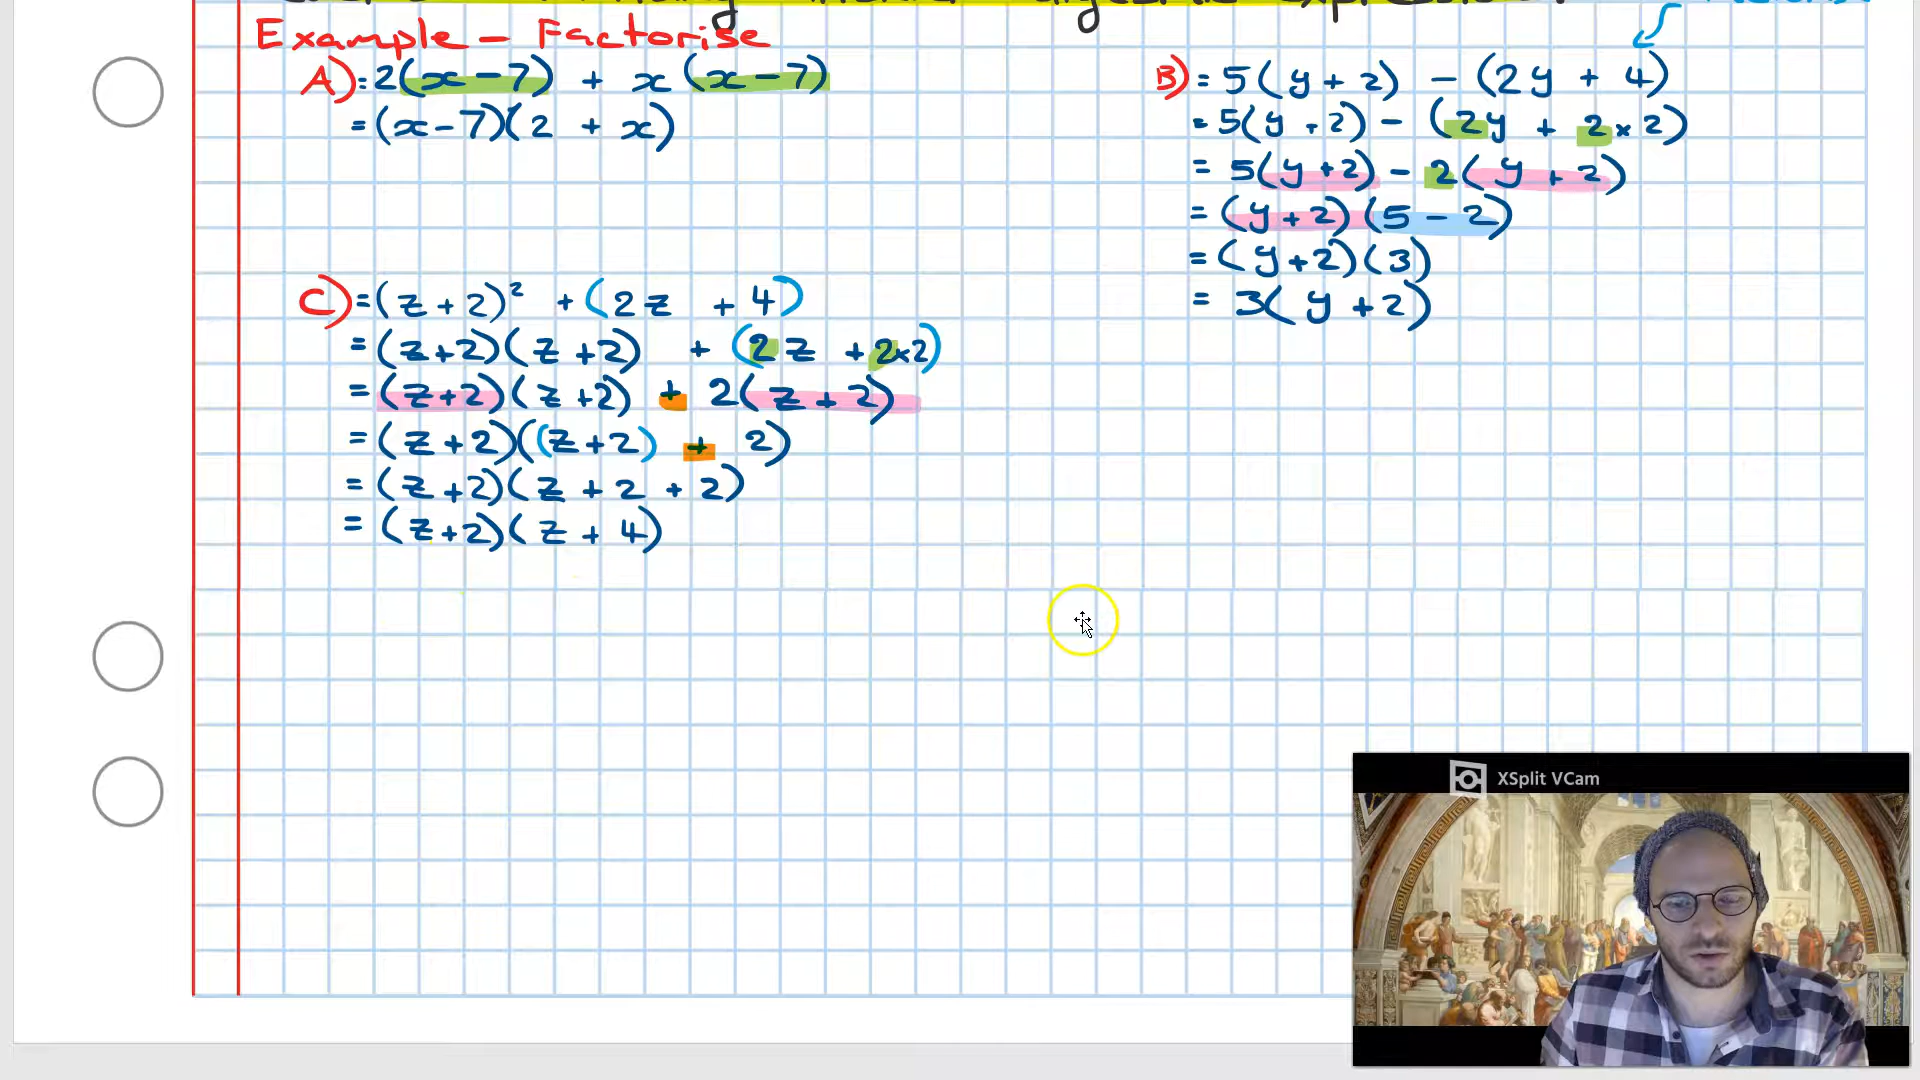 Example - Factorise
A) = 2(x-7) + x(x-7)
= (x-7)(2 + x)
B) = 5(y+2) - (2y + 4)
= 5(y+2) - (2y + 2×2)
= 5(y+2) - 2(y+2)
= (y+2)(5-2)
= (y+2)(3)
= 3(y+2)
C) = (z+2)² + (2z + 4)
= (z+2)(z+2) + (2z + 2×2)
= (z+2)(z+2) + 2(z+2)
= (z+2)((z+2) + 2)
= (z+2)(z+2+2)
= (z+2)(z+4)
XSplit VCam